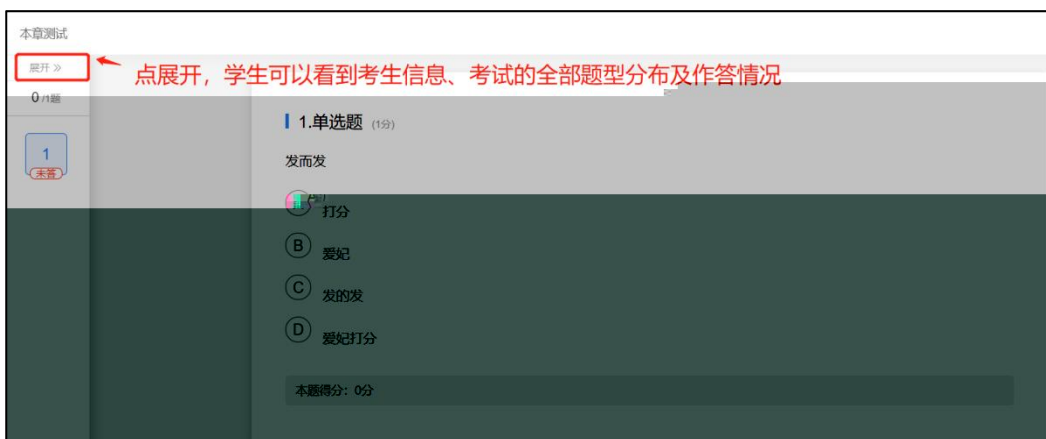 本章测试
展开 »
点展开，学生可以看到考生信息、考试的全部题型分布及作答情况
0 /1题
1
未答
1.单选题 (1分)
发而发
打分
B 爱妃
C 发的发
D 爱妃打分
本题得分：0分